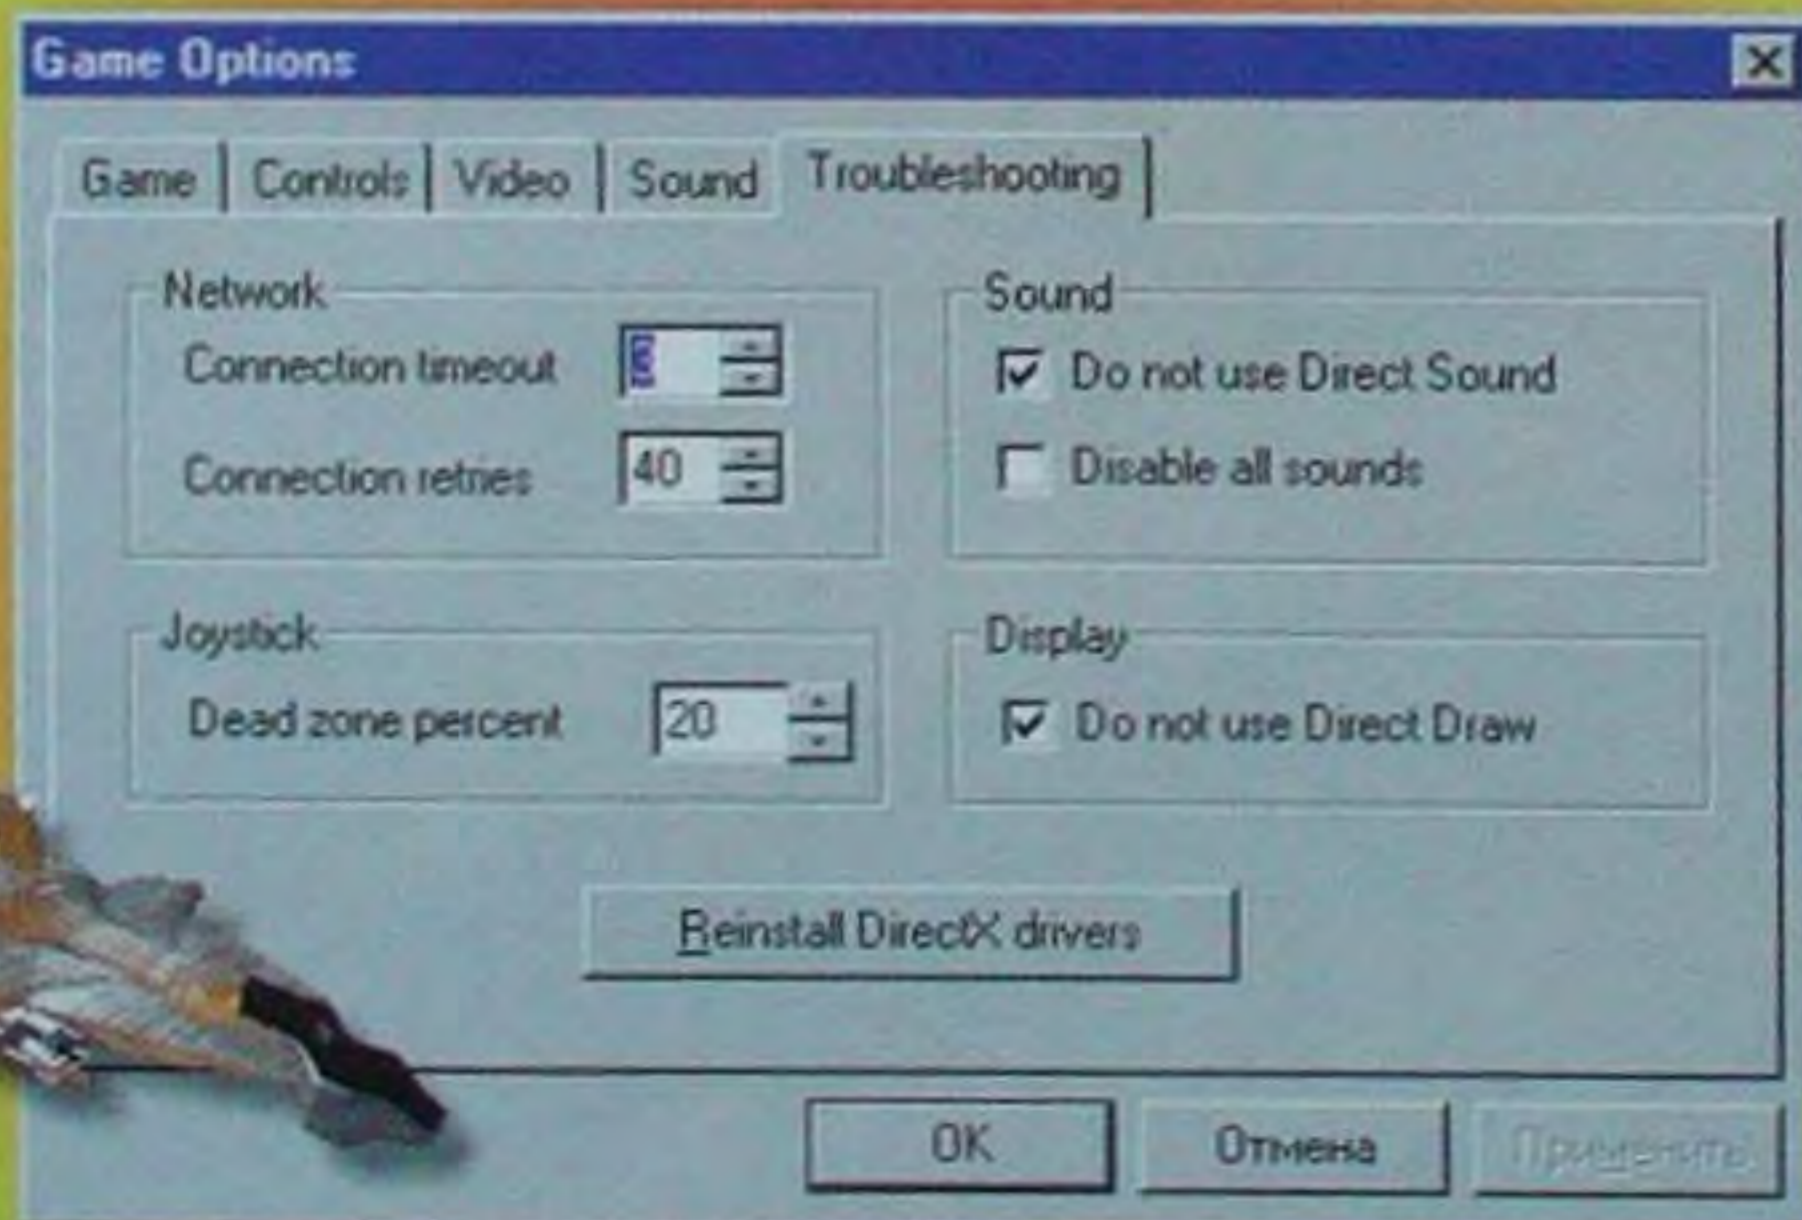 Game Options
Game Controls Video Sound Troubleshooting
Network
Connection timeout
Connection retries 40
Sound
Do not use Direct Sound
Disable all sounds
Joystick
Dead zone percent 20
Display
Do not use Direct Draw
Reinstall DirectX drivers
OK Отмена Применить